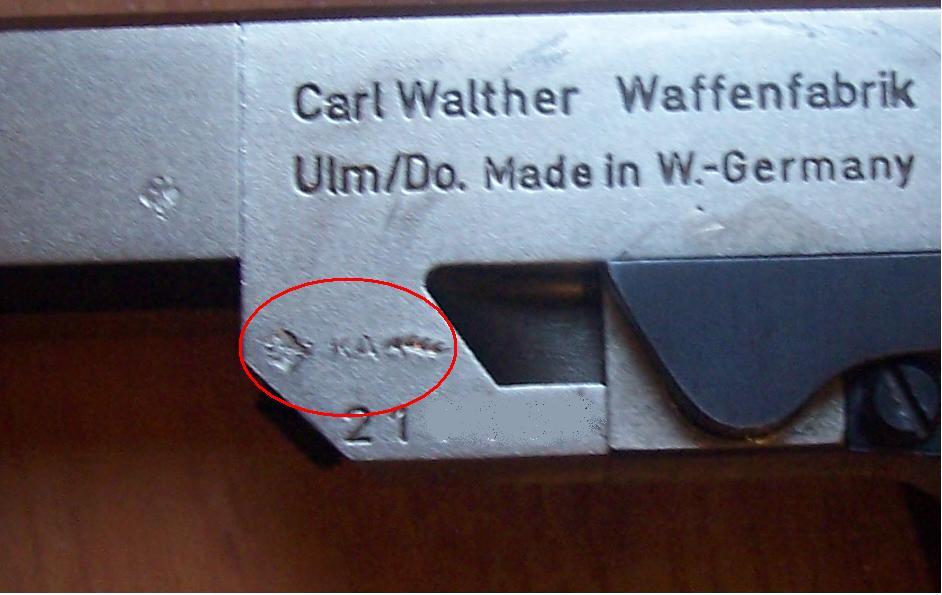 Carl Walther Waffenfabrik
Ulm/Do. Made in W.-Germany
21